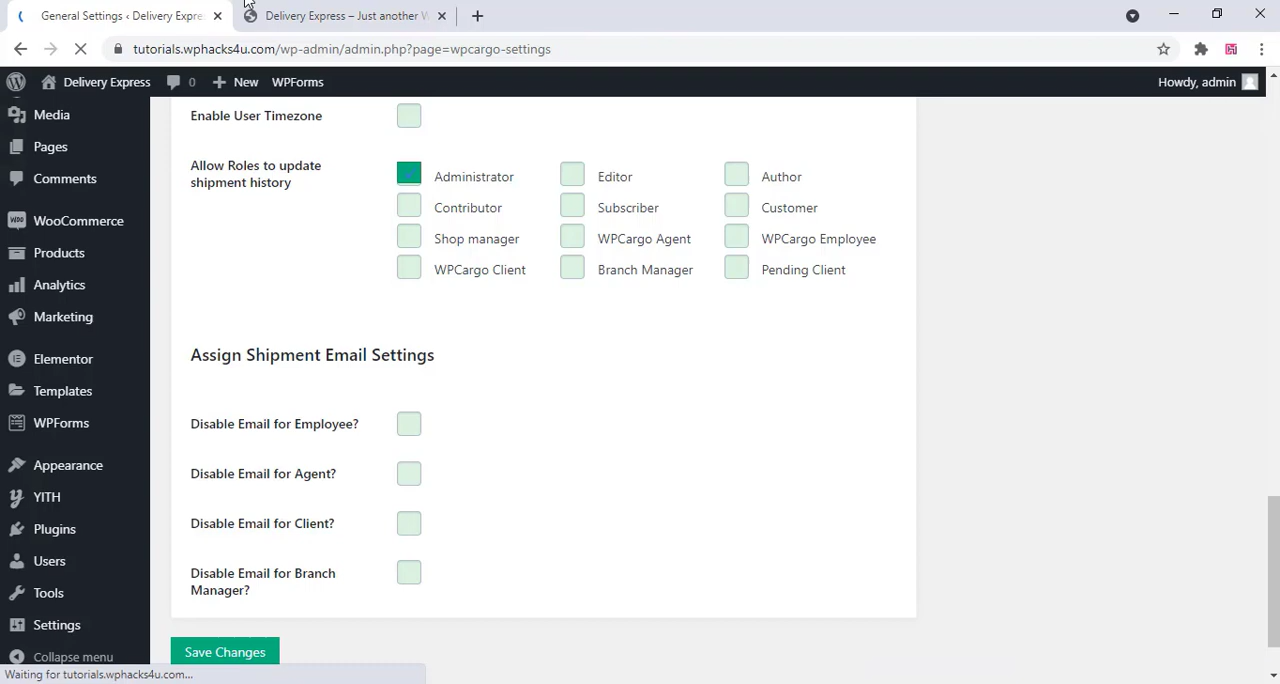 General Settings ‹ Delivery Expre
Delivery Express – Just another W
tutorials.wphacks4u.com/wp-admin/admin.php?page=wpcargo-settings
Delivery Express 0 New WPForms Howdy, admin
Media
Pages
Comments
WooCommerce
Products
Analytics
Marketing
Elementor
Templates
WPForms
Appearance
YITH
Plugins
Users
Tools
Settings
Collapse menu
Enable User Timezone
Allow Roles to update
shipment history
Administrator Editor Author
Contributor Subscriber Customer
Shop manager WPCargo Agent WPCargo Employee
WPCargo Client Branch Manager Pending Client
Assign Shipment Email Settings
Disable Email for Employee?
Disable Email for Agent?
Disable Email for Client?
Disable Email for Branch
Manager?
Save Changes
Waiting for tutorials.wphacks4u.com...